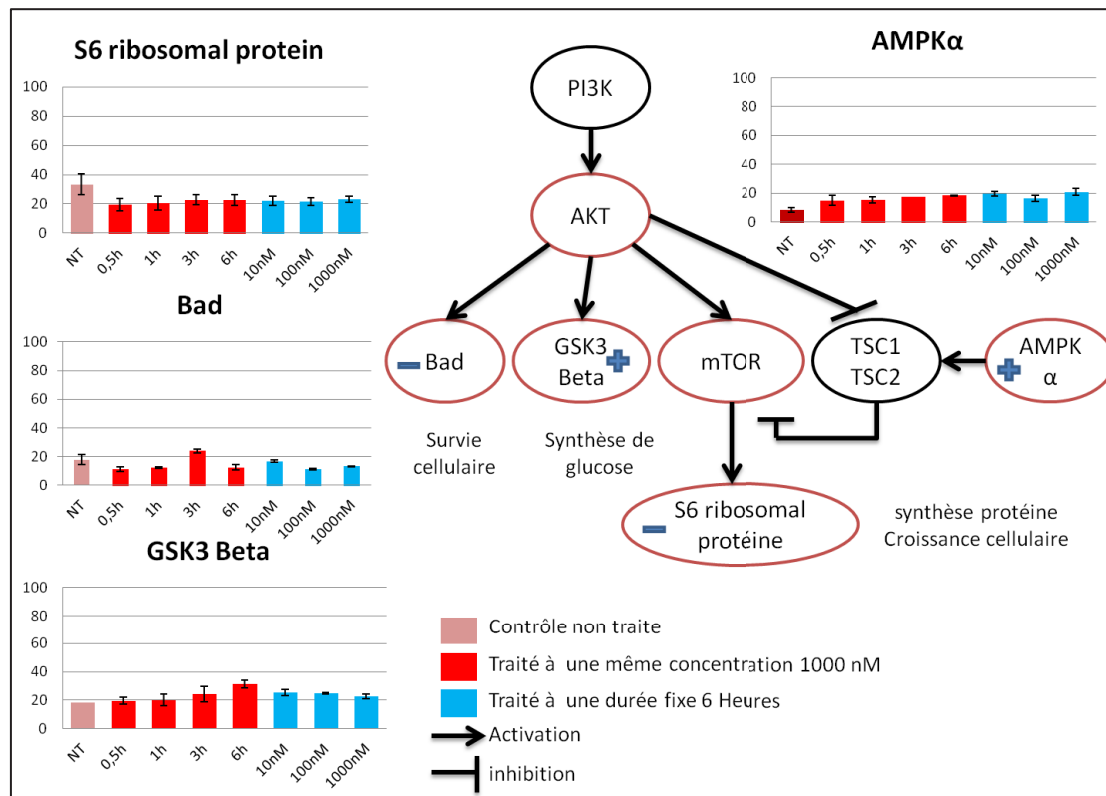 S6 ribosomal protein
100
80
60
40
20
0
NT
0,5h
1h
3h
6h
10nM
100nM
1000nM
Bad
100
80
60
40
20
0
NT
0,5h
1h
3h
6h
10nM
100nM
1000nM
GSK3 Beta
100
80
60
40
20
0
NT
0,5h
1h
3h
6h
10nM
100nM
1000nM
PI3K
AKT
Bad
GSK3
Beta
mTOR
TSC1
TSC2
AMPK
α
Survie
cellulaire
Synthèse de
glucose
S6 ribosomal
protéine
synthèse protéine
Croissance cellulaire
AMPKα
100
80
60
40
20
0
NT
0,5h
1h
3h
6h
10nM
100nM
1000nM
Contrôle non traite
Traité à une même concentration 1000 nM
Traité à une durée fixe 6 Heures
Activation
inhibition